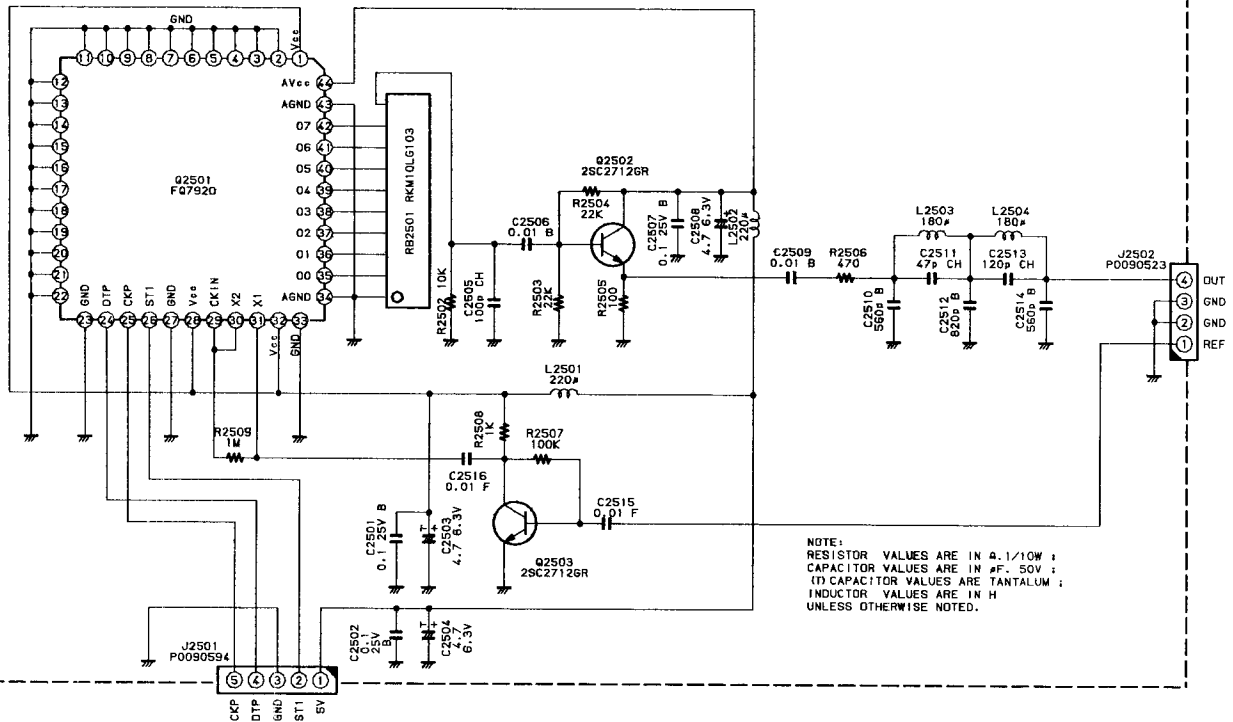 GND
Vcc
11 10 9 8 7 6 5 4 3 2 1
12
13
14
15
16
17
18
19
20
21
22
Q2501
FQ7920
AVcc 44
AGND 43
O7 42
O6 41
O5 40
O4 39
O3 38
O2 37
O1 36
O0 35
AGND 34
GND DTP CKP ST1 GND Vcc CKIN X2 X1 Vcc GND
23 24 25 26 27 28 29 30 31 32 33
RB2501 RKM10LG103
R2502 10K
C2505
100p CH
C2506
0.01 B
Q2502
2SC2712GR
R2504
22K
R2503
22K
R2505
100
C2507
0.1 25V B
C2508
4.7 6.3V
+
L2502
220μ
C2509
0.01 B
R2506
470
L2503
180μ
L2504
180μ
C2511
47p CH
C2513
120p CH
C2510
560p B
C2512
820p B
C2514
560p B
J2502
P0090523
4 OUT
3 GND
2 GND
1 REF
L2501
220μ
R2509
1M
R2508
1K
R2507
100K
C2516
0.01 F
C2515
0.01 F
C2501
0.1 25V B
T +
C2503
4.7 6.3V
Q2503
2SC2712GR
NOTE:
RESISTOR VALUES ARE IN Ω.1/10W ;
CAPACITOR VALUES ARE IN μF. 50V ;
(T) CAPACITOR VALUES ARE TANTALUM ;
INDUCTOR VALUES ARE IN H
UNLESS OTHERWISE NOTED.
C2502
0.1
25V
B
T +
C2504
4.7
6.3V
J2501
P0090594
5 4 3 2 1
CKP DTP GND ST1 5V